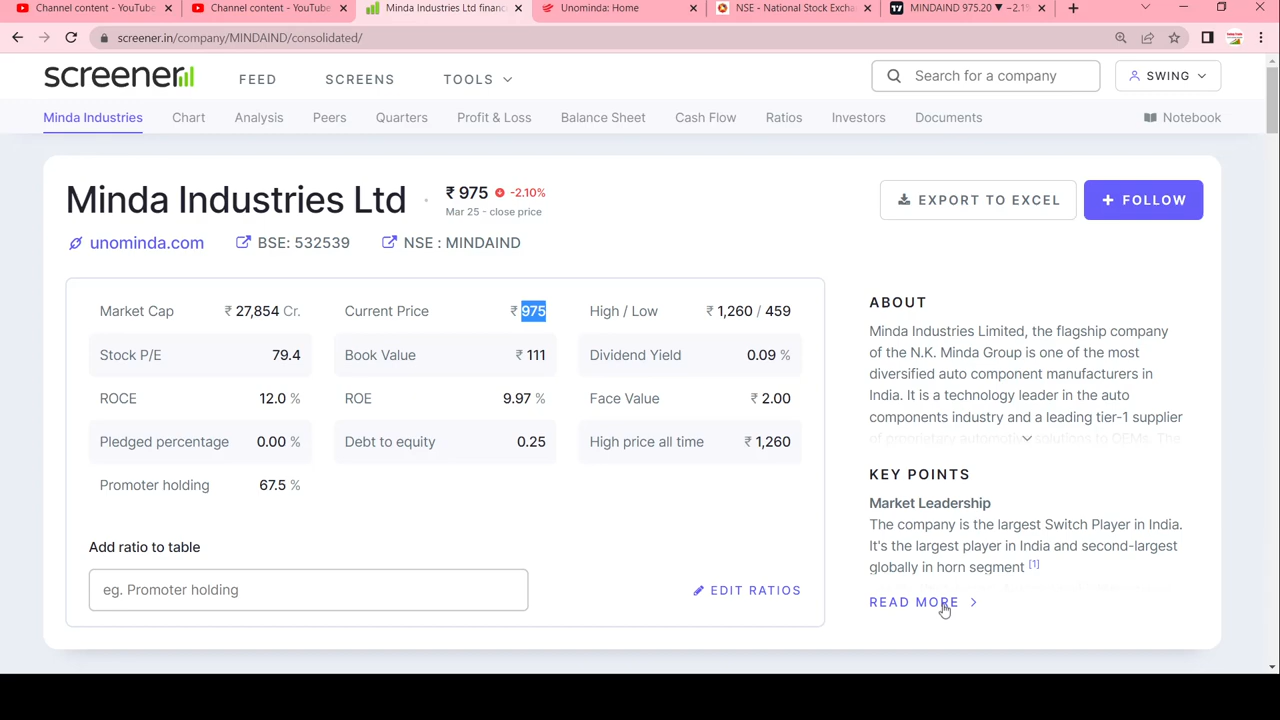 Channel content - YouTube
Channel content - YouTube
Minda Industries Ltd financ
Unominda: Home
NSE - National Stock Exchan
MINDAIND 975.20 ▼ −2.1
screener.in/company/MINDAIND/consolidated/
screener
FEED
SCREENS
TOOLS
Search for a company
SWING
Minda Industries
Chart
Analysis
Peers
Quarters
Profit & Loss
Balance Sheet
Cash Flow
Ratios
Investors
Documents
Notebook
Minda Industries Ltd
₹ 975 -2.10%
Mar 25 - close price
EXPORT TO EXCEL
+ FOLLOW
unominda.com
BSE: 532539
NSE : MINDAIND
Market Cap ₹ 27,854 Cr.
Current Price ₹ 975
High / Low ₹ 1,260 / 459
Stock P/E 79.4
Book Value ₹ 111
Dividend Yield 0.09 %
ROCE 12.0 %
ROE 9.97 %
Face Value ₹ 2.00
Pledged percentage 0.00 %
Debt to equity 0.25
High price all time ₹ 1,260
Promoter holding 67.5 %
Add ratio to table
eg. Promoter holding
EDIT RATIOS
ABOUT
Minda Industries Limited, the flagship company
of the N.K. Minda Group is one of the most
diversified auto component manufacturers in
India. It is a technology leader in the auto
components industry and a leading tier-1 supplier
of proprietary automotive solutions to OEMs. The
KEY POINTS
Market Leadership
The company is the largest Switch Player in India.
It's the largest player in India and second-largest
globally in horn segment [1]
READ MORE